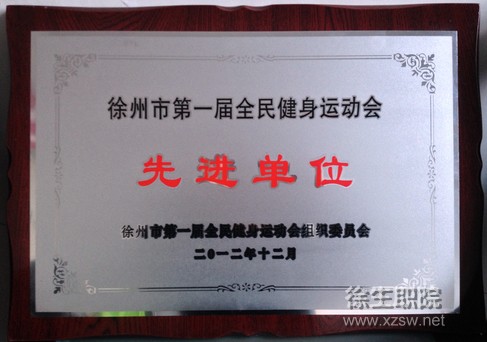 徐州市第一届全民健身运动会
先进单位
徐州市第一届全民健身运动会组织委员会
二〇一二年十二月
徐生职院
www.xzsw.net